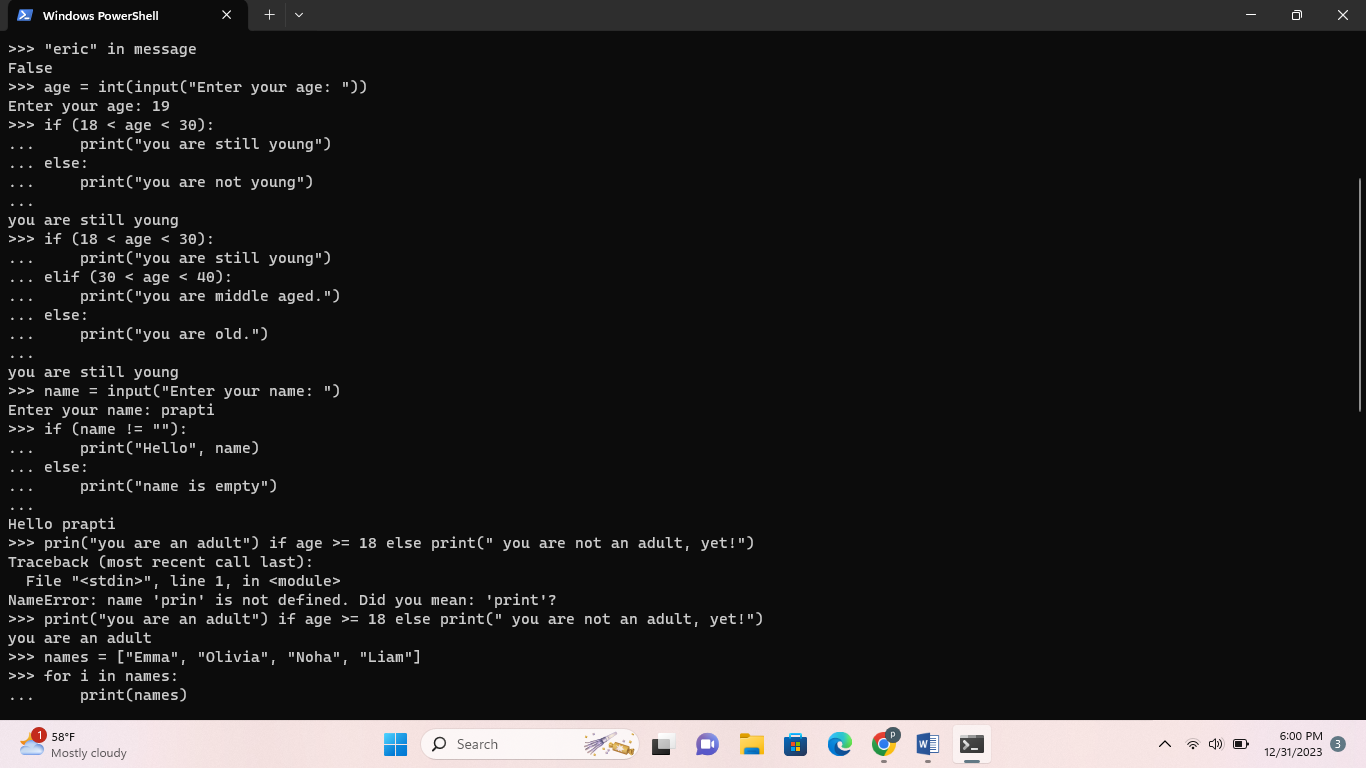 Windows PowerShell
>>> "eric" in message
False
>>> age = int(input("Enter your age: "))
Enter your age: 19
>>> if (18 < age < 30):
...     print("you are still young")
... else:
...     print("you are not young")
...
you are still young
>>> if (18 < age < 30):
...     print("you are still young")
... elif (30 < age < 40):
...     print("you are middle aged.")
... else:
...     print("you are old.")
...
you are still young
>>> name = input("Enter your name: ")
Enter your name: prapti
>>> if (name != ""):
...     print("Hello", name)
... else:
...     print("name is empty")
...
Hello prapti
>>> prin("you are an adult") if age >= 18 else print(" you are not an adult, yet!")
Traceback (most recent call last):
  File "<stdin>", line 1, in <module>
NameError: name 'prin' is not defined. Did you mean: 'print'?
>>> print("you are an adult") if age >= 18 else print(" you are not an adult, yet!")
you are an adult
>>> names = ["Emma", "Olivia", "Noha", "Liam"]
>>> for i in names:
...     print(names)
1
58°F
Mostly cloudy
Search
P
W
6:00 PM
12/31/2023
3